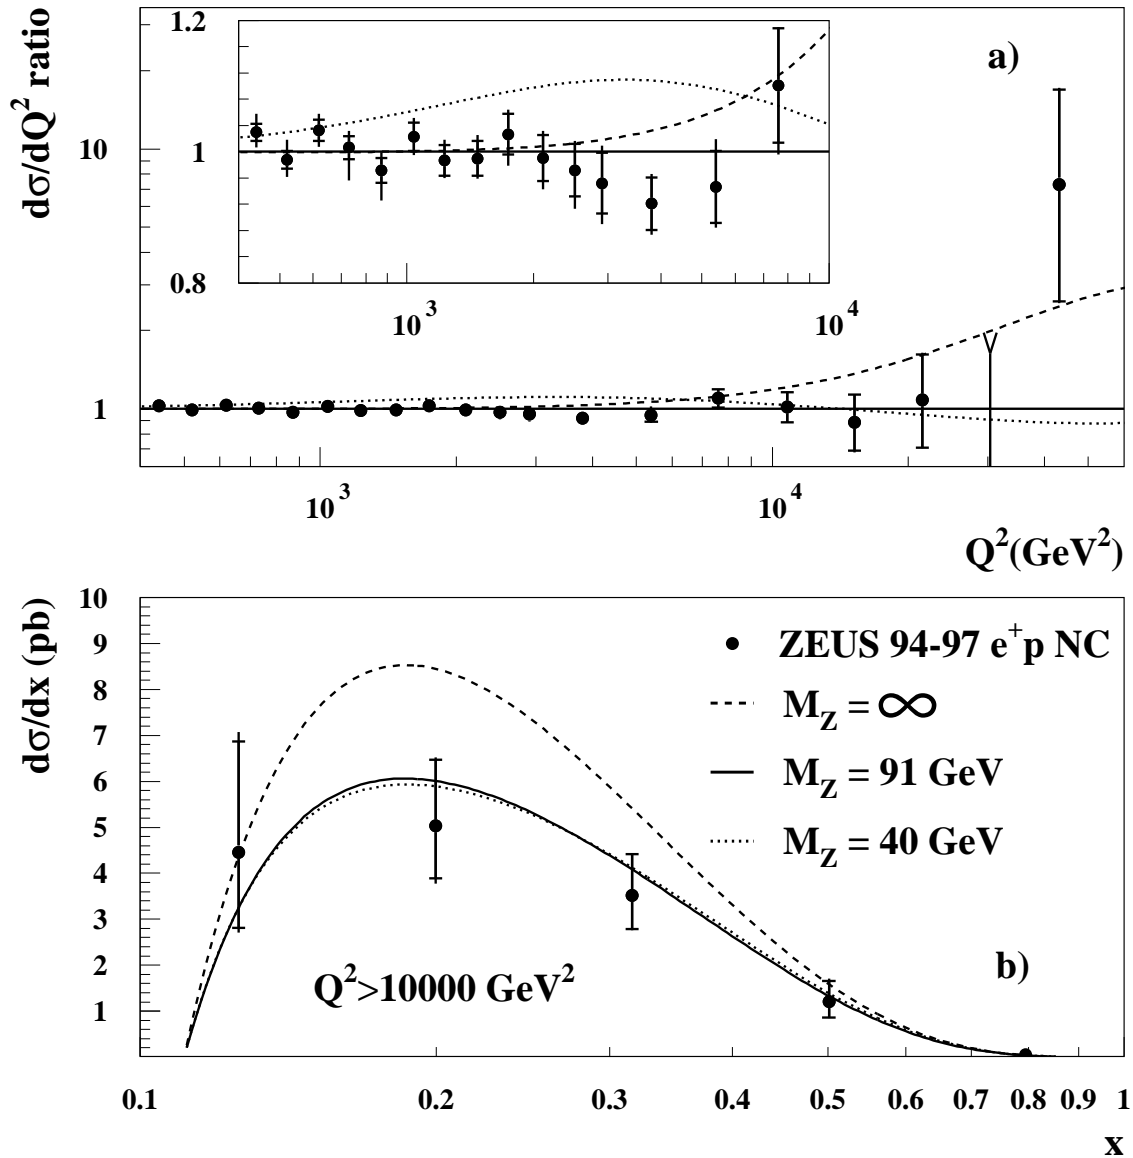 dσ/dQ² ratio
a)
1.2
1
0.8
10³
10⁴
10
1
10³
10⁴
Q²(GeV²)
dσ/dx (pb)
10
9
8
7
6
5
4
3
2
1
ZEUS 94-97 e⁺p NC
M_Z = ∞
M_Z = 91 GeV
M_Z = 40 GeV
Q²>10000 GeV²
b)
0.1 0.2 0.3 0.4 0.5 0.6 0.7 0.8 0.9 1
x